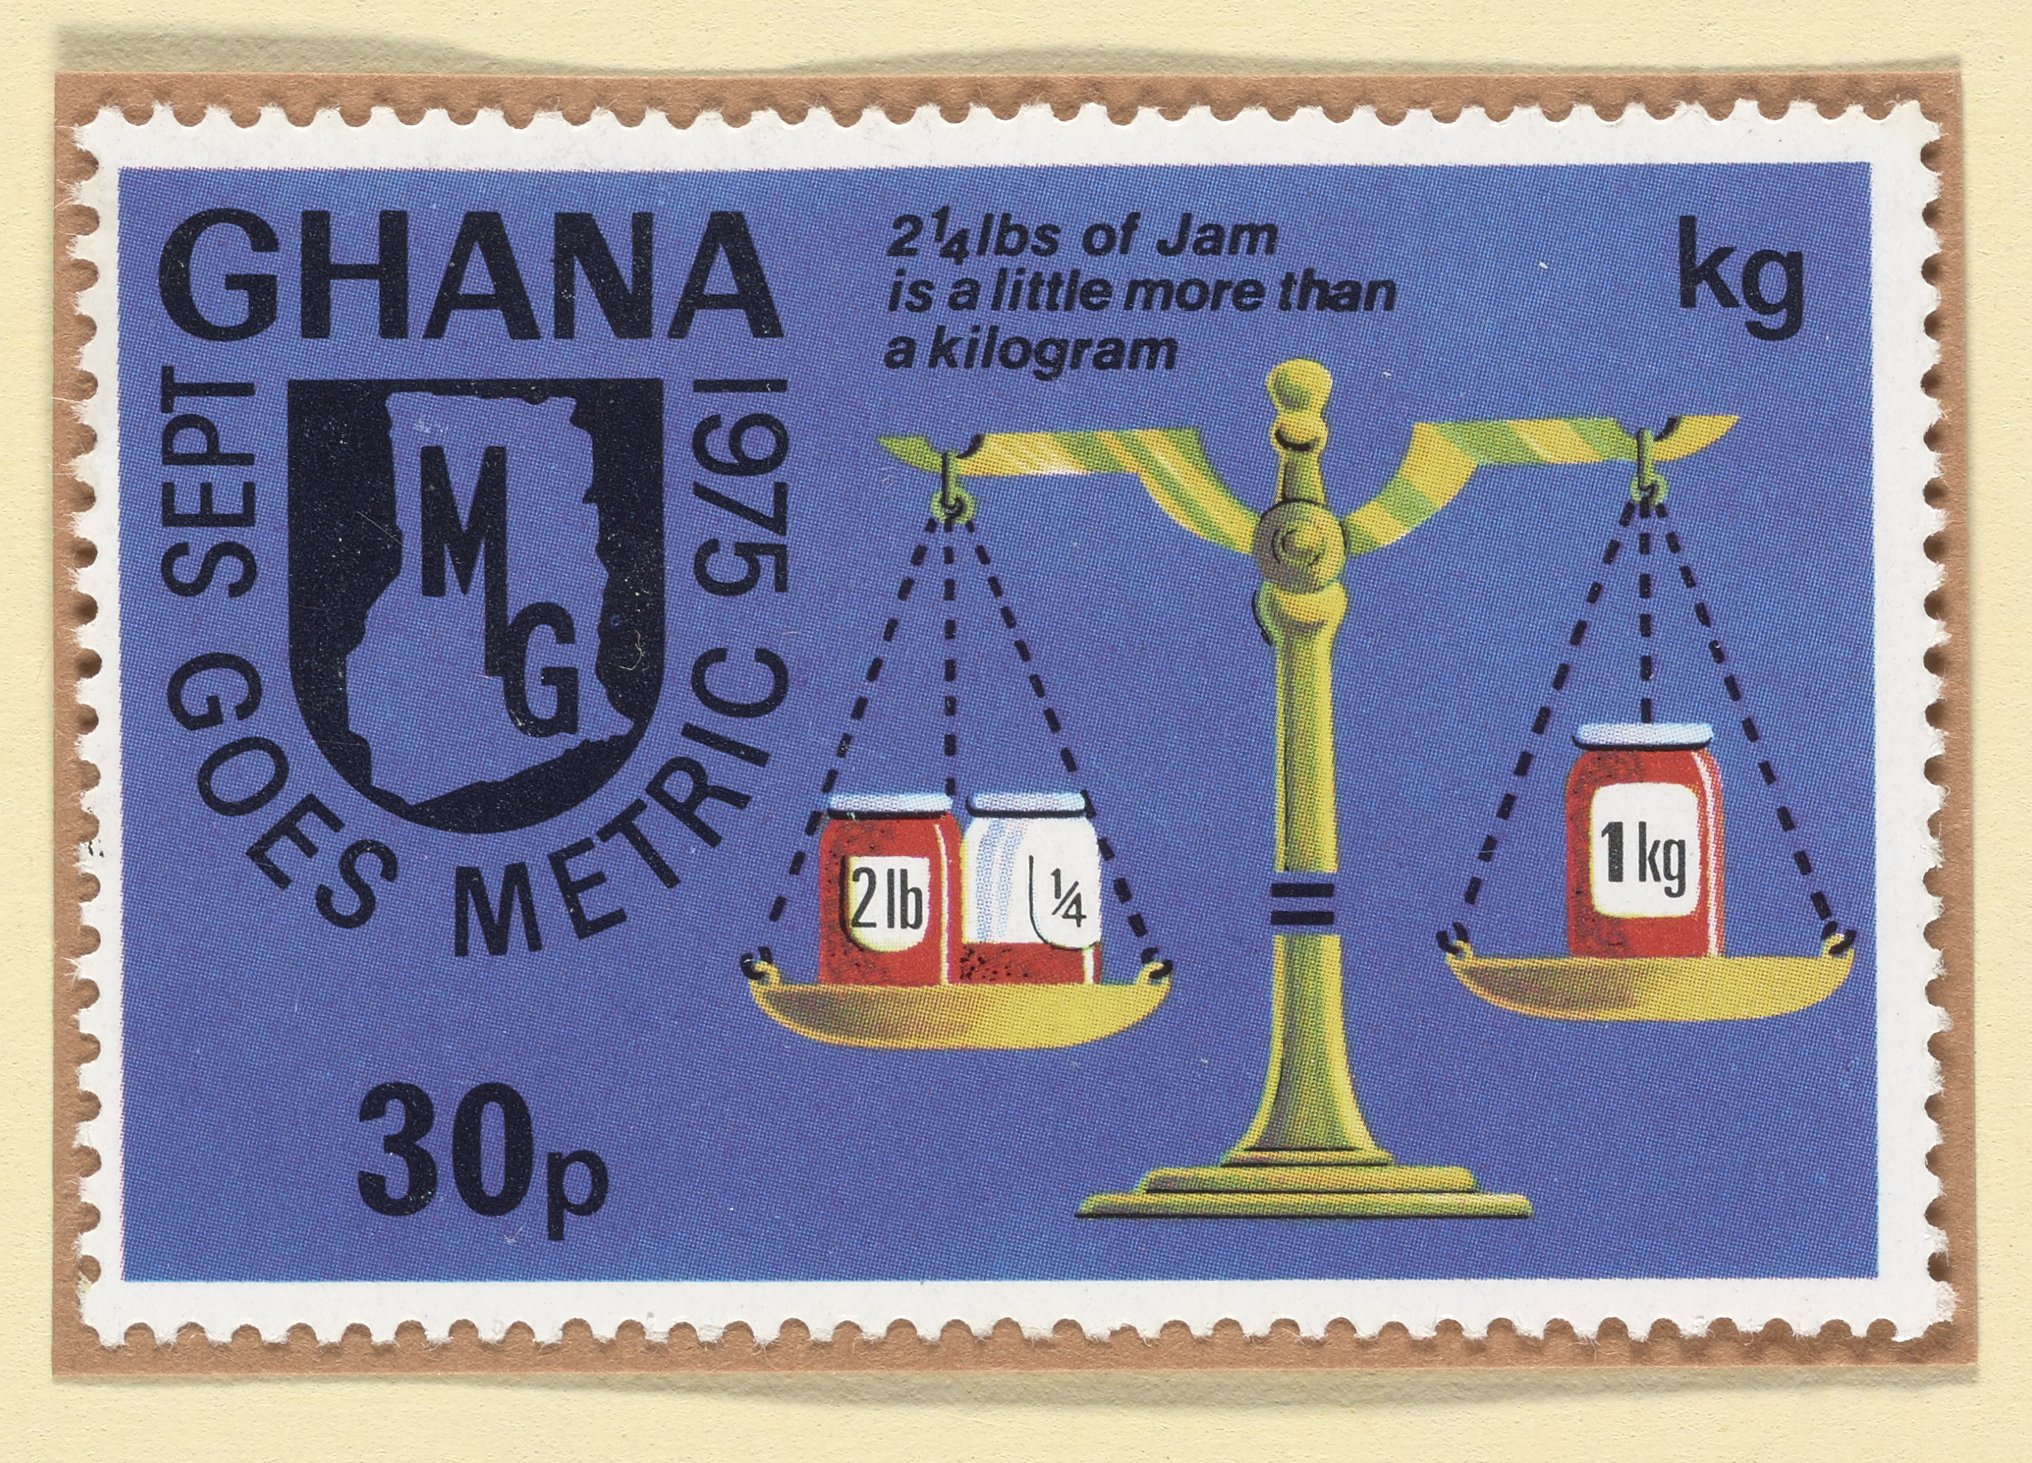 GHANA
GOES METRIC
SEPT 1975
MG
2¼lbs of Jam
is a little more than
a kilogram
kg
2lb
¼
1kg
=
30p